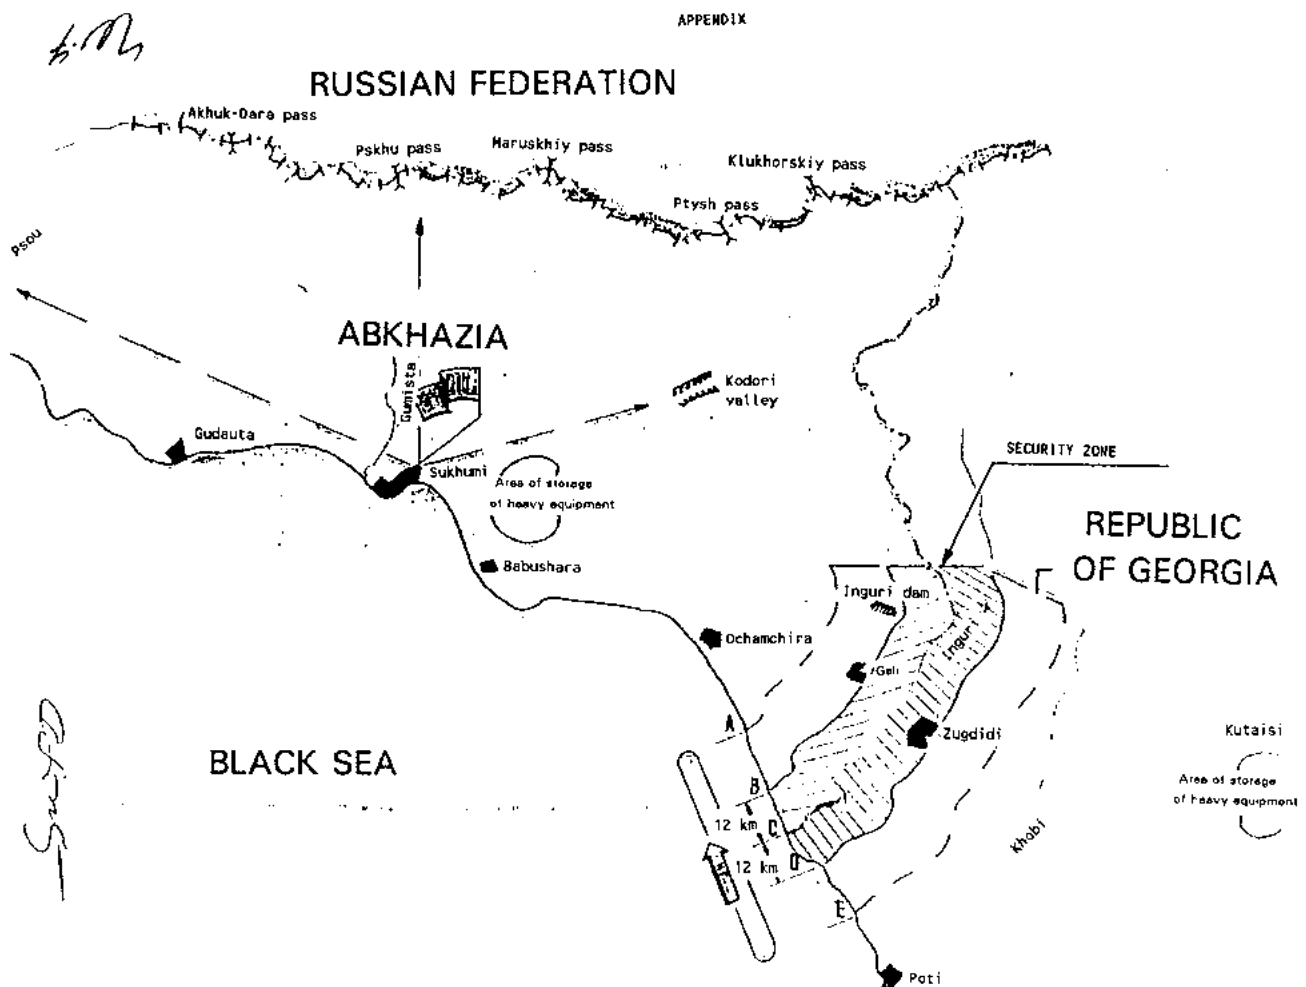 APPENDIX
RUSSIAN FEDERATION
Akhuk-Dara pass
Pskhu pass
Maruskhiy pass
Klukhorskiy pass
Ptysh pass
Psou
ABKHAZIA
Gumista
Kodori
valley
Gudauta
Sukhumi
SECURITY ZONE
Area of storage
of heavy equipment
REPUBLIC
OF GEORGIA
Babushara
Inguri dam
Inguri
Ochamchira
Gali
A
Zugdidi
Kutaisi
BLACK SEA
B
Area of storage
of heavy equipment
12 km
C
Khobi
12 km
D
E
Poti